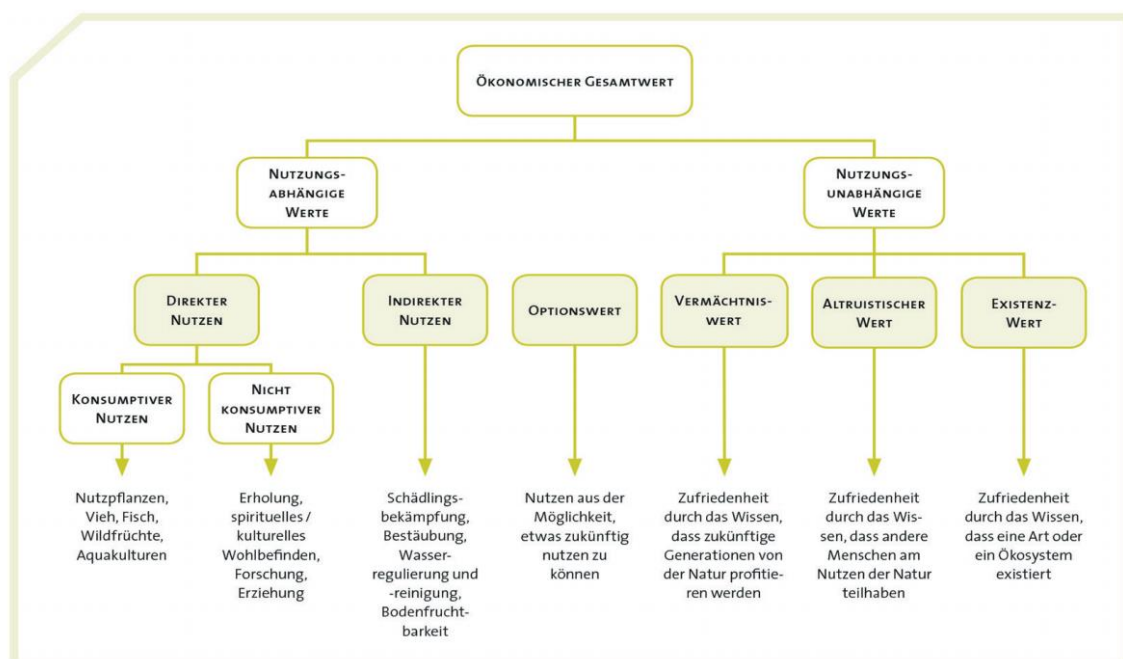 Ökonomischer Gesamtwert
Nutzungs-
abhängige
Werte
Nutzungs-
unabhängige
Werte
Direkter
Nutzen
Indirekter
Nutzen
Optionswert
Vermächtnis-
wert
Altruistischer
Wert
Existenz-
Wert
Konsumptiver
Nutzen
Nicht
konsumptiver
Nutzen
Nutzpflanzen,
Vieh, Fisch,
Wildfrüchte,
Aquakulturen
Erholung,
spirituelles /
kulturelles
Wohlbefinden,
Forschung,
Erziehung
Schädlings-
bekämpfung,
Bestäubung,
Wasser-
regulierung und
-reinigung,
Bodenfrucht-
barkeit
Nutzen aus der
Möglichkeit,
etwas zukünftig
nutzen zu
können
Zufriedenheit
durch das Wissen,
dass zukünftige
Generationen von
der Natur profitie-
ren werden
Zufriedenheit
durch das Wis-
sen, dass andere
Menschen am
Nutzen der Natur
teilhaben
Zufriedenheit
durch das Wissen,
dass eine Art oder
ein Ökosystem
existiert